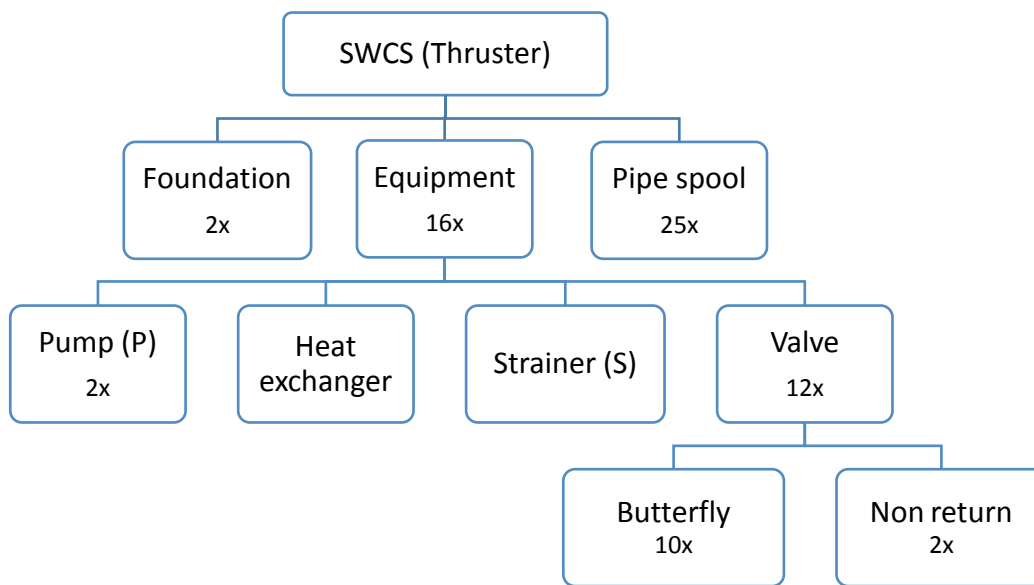 SWCS (Thruster)
Foundation
2x
Equipment
16x
Pipe spool
25x
Pump (P)
2x
Heat
exchanger
Strainer (S)
Valve
12x
Butterfly
10x
Non return
2x